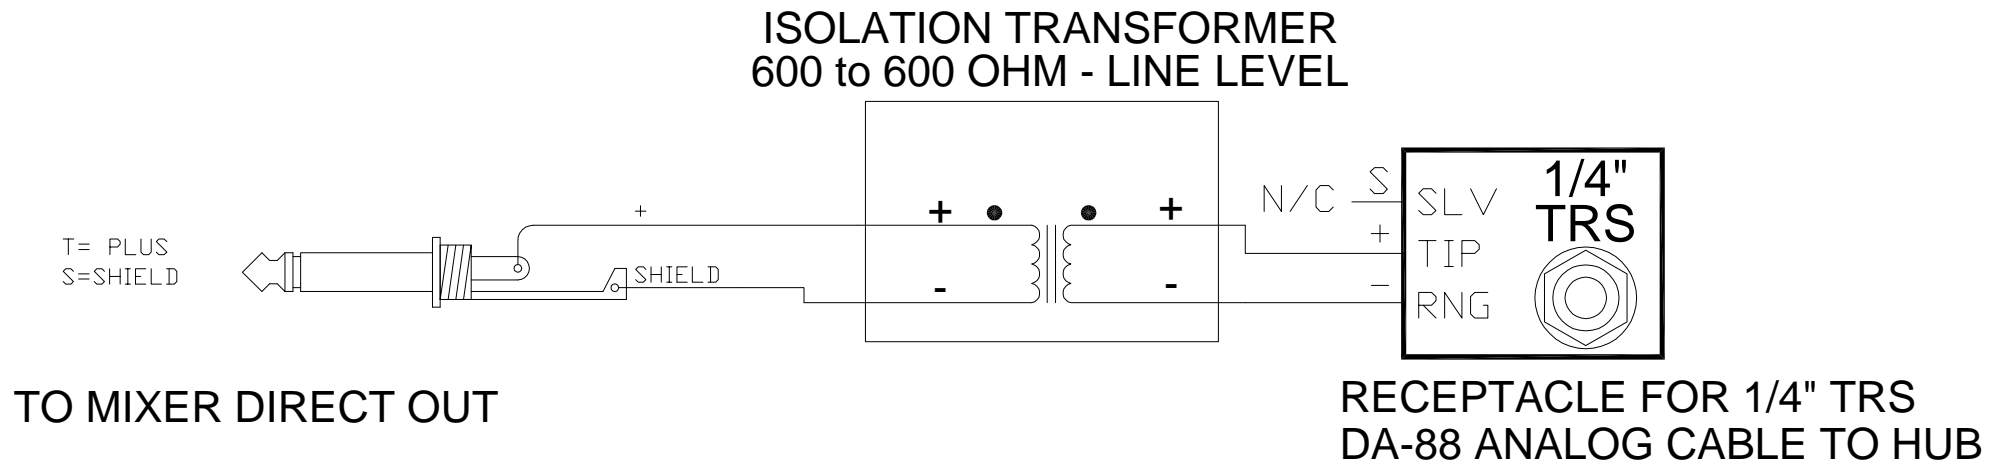 ISOLATION TRANSFORMER
600 to 600 OHM - LINE LEVEL
T= PLUS
S=SHIELD
+
SHIELD
+
-
+
-
N/C
S
+
-
SLV
TIP
RNG
1/4"
TRS
TO MIXER DIRECT OUT
RECEPTACLE FOR 1/4" TRS
DA-88 ANALOG CABLE TO HUB